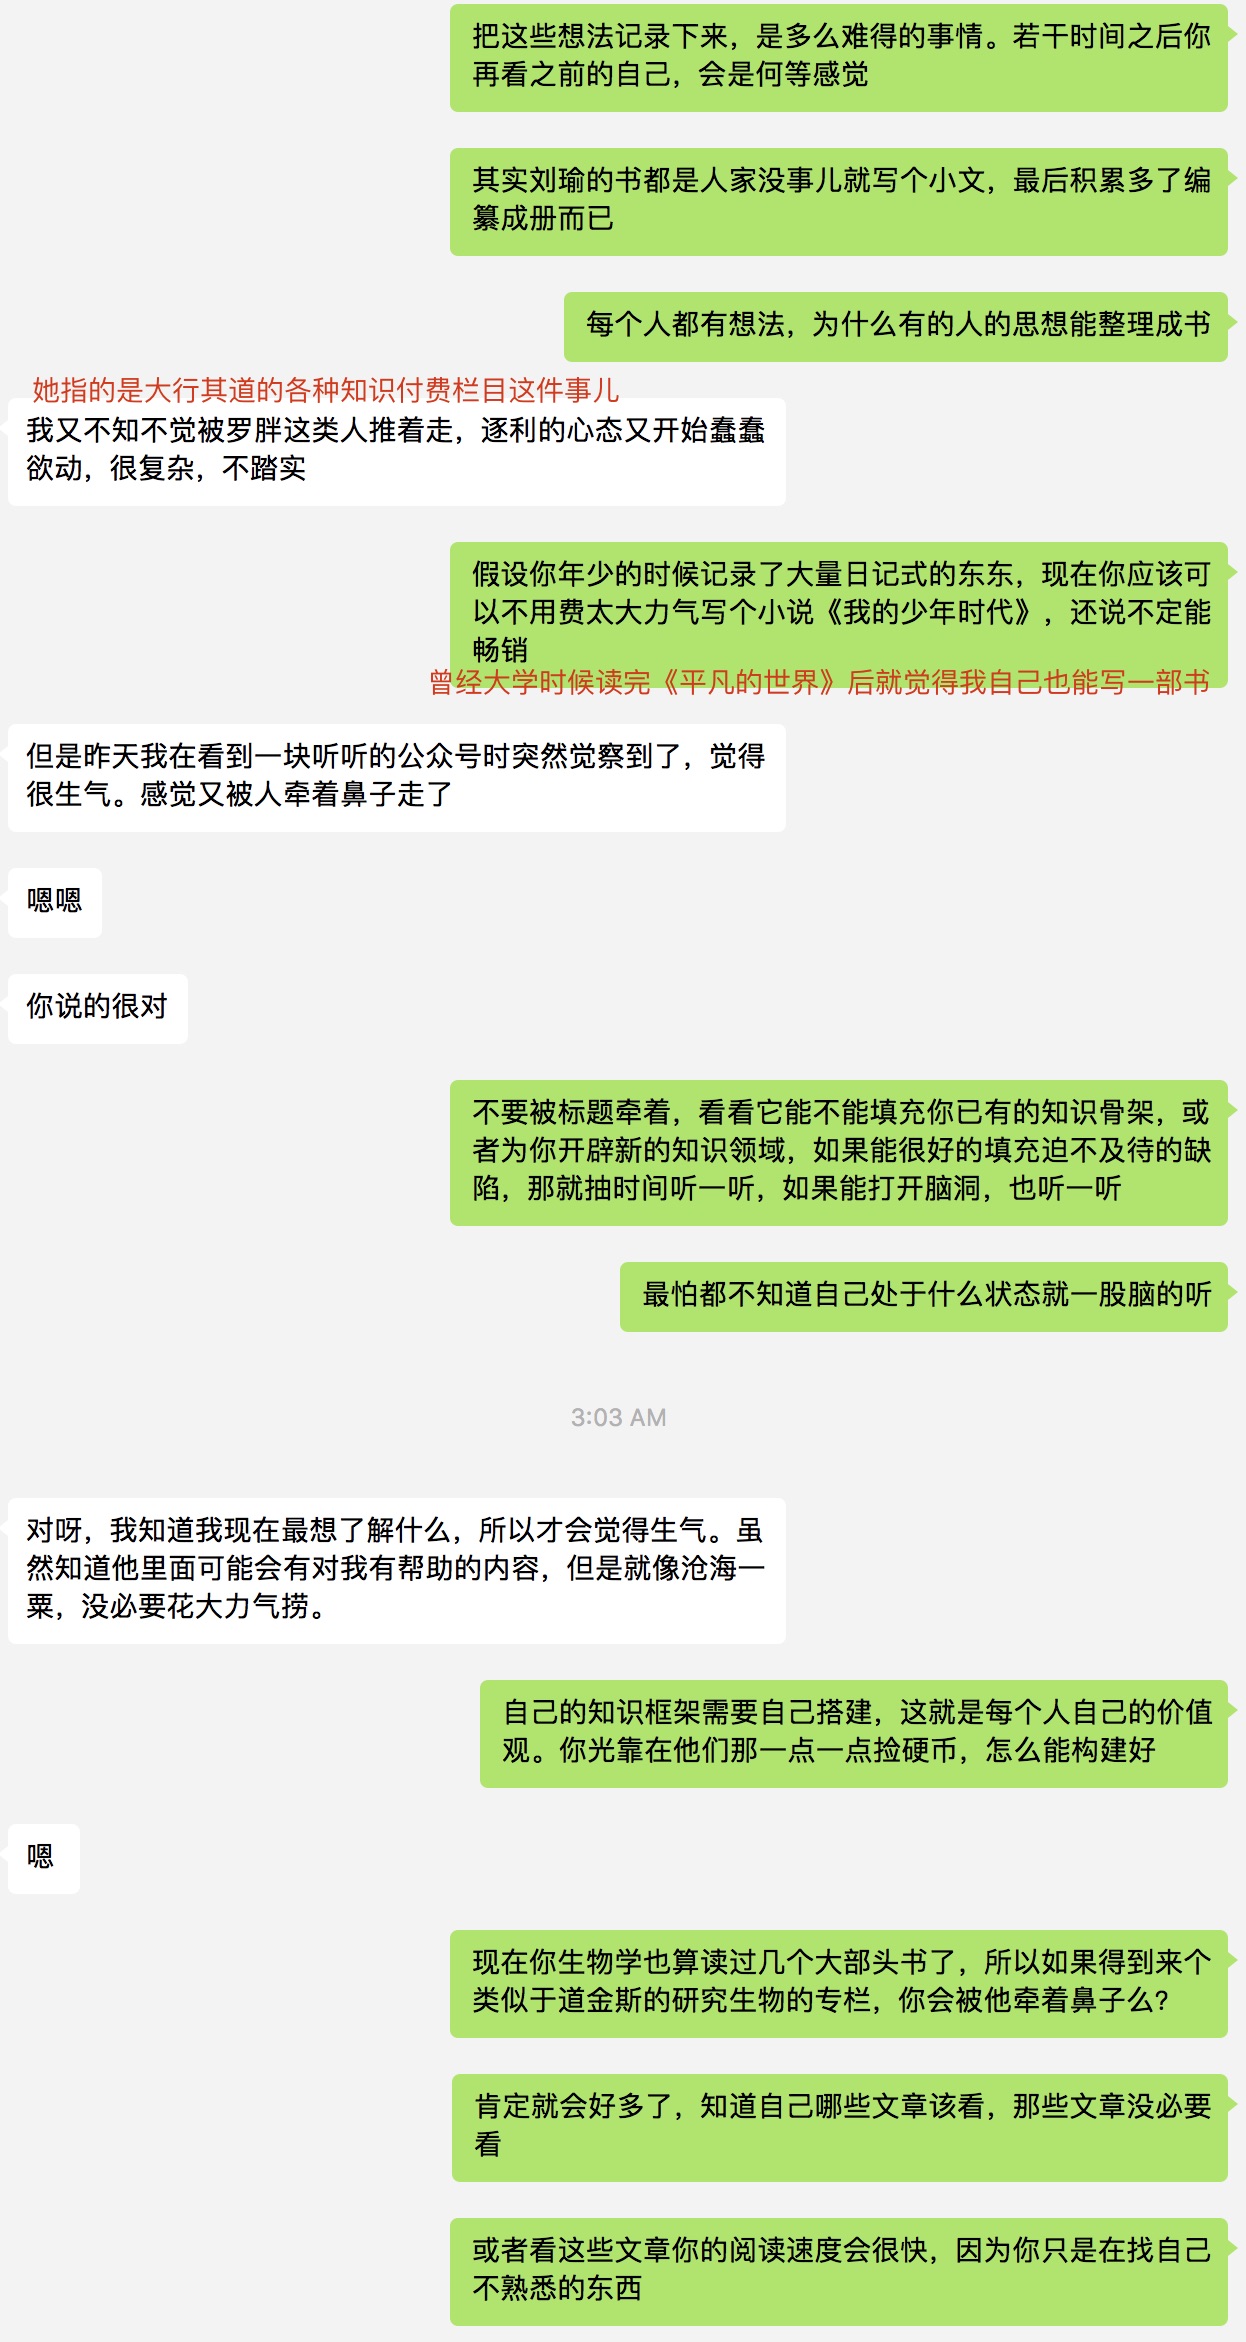 把这些想法记录下来，是多么难得的事情。若干时间之后你
再看之前的自己，会是何等感觉
其实刘瑜的书都是人家没事儿就写个小文，最后积累多了编
纂成册而已
每个人都有想法，为什么有的人的思想能整理成书
她指的是大行其道的各种知识付费栏目这件事儿
我又不知不觉被罗胖这类人推着走，逐利的心态又开始蠢蠢
欲动，很复杂，不踏实
假设你年少的时候记录了大量日记式的东东，现在你应该可
以不用费太大力气写个小说《我的少年时代》，还说不定能
畅销
曾经大学时候读完《平凡的世界》后就觉得我自己也能写一部书
但是昨天我在看到一块听听的公众号时突然觉察到了，觉得
很生气。感觉又被人牵着鼻子走了
嗯嗯
你说的很对
不要被标题牵着，看看它能不能填充你已有的知识骨架，或
者为你开辟新的知识领域，如果能很好的填充迫不及待的缺
陷，那就抽时间听一听，如果能打开脑洞，也听一听
最怕都不知道自己处于什么状态就一股脑的听
3:03 AM
对呀，我知道我现在最想了解什么，所以才会觉得生气。虽
然知道他里面可能会有对我有帮助的内容，但是就像沧海一
粟，没必要花大力气捞。
自己的知识框架需要自己搭建，这就是每个人自己的价值
观。你光靠在他们那一点一点捡硬币，怎么能构建好
嗯
现在你生物学也算读过几个大部头书了，所以如果得到来个
类似于道金斯的研究生物的专栏，你会被他牵着鼻子么？
肯定就会好多了，知道自己哪些文章该看，那些文章没必要
看
或者看这些文章你的阅读速度会很快，因为你只是在找自己
不熟悉的东西